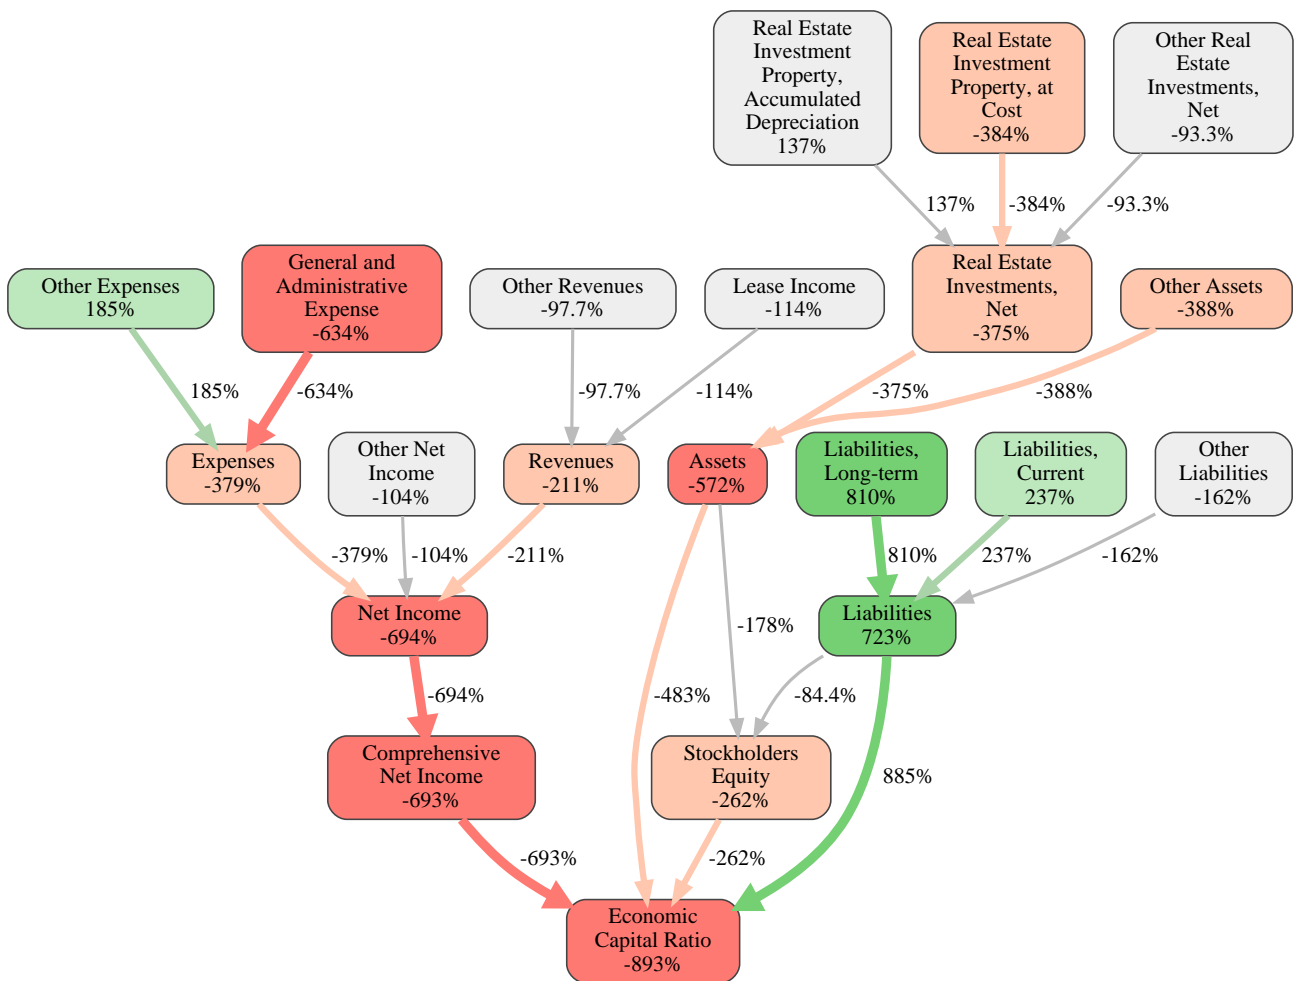 Real Estate
Investment
Property,
Accumulated
Depreciation
137%
Real Estate
Investment
Property, at
Cost
-384%
Other Real
Estate
Investments,
Net
-93.3%
137%
-384%
-93.3%
Other Expenses
185%
General and
Administrative
Expense
-634%
Other Revenues
-97.7%
Lease Income
-114%
Real Estate
Investments,
Net
-375%
Other Assets
-388%
185%
-634%
-97.7%
-114%
-375%
-388%
Expenses
-379%
Other Net
Income
-104%
Revenues
-211%
Assets
-572%
Liabilities,
Long-term
810%
Liabilities,
Current
237%
Other
Liabilities
-162%
-379%
-104%
-211%
810%
237%
-162%
Net Income
-694%
-178%
Liabilities
723%
-694%
-483%
-84.4%
Comprehensive
Net Income
-693%
Stockholders
Equity
-262%
885%
-693%
-262%
Economic
Capital Ratio
-893%